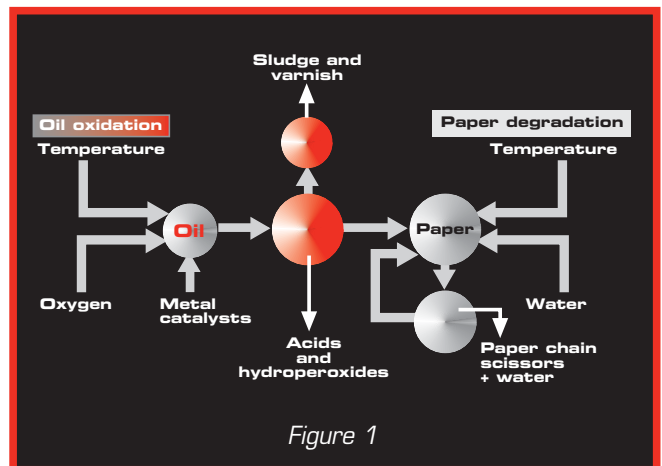 Sludge and
varnish
Oil oxidation
Paper degradation
Temperature
Temperature
Oil
Paper
Oxygen
Metal
catalysts
Water
Acids
and
hydroperoxides
Paper chain
scissors
+ water
Figure 1